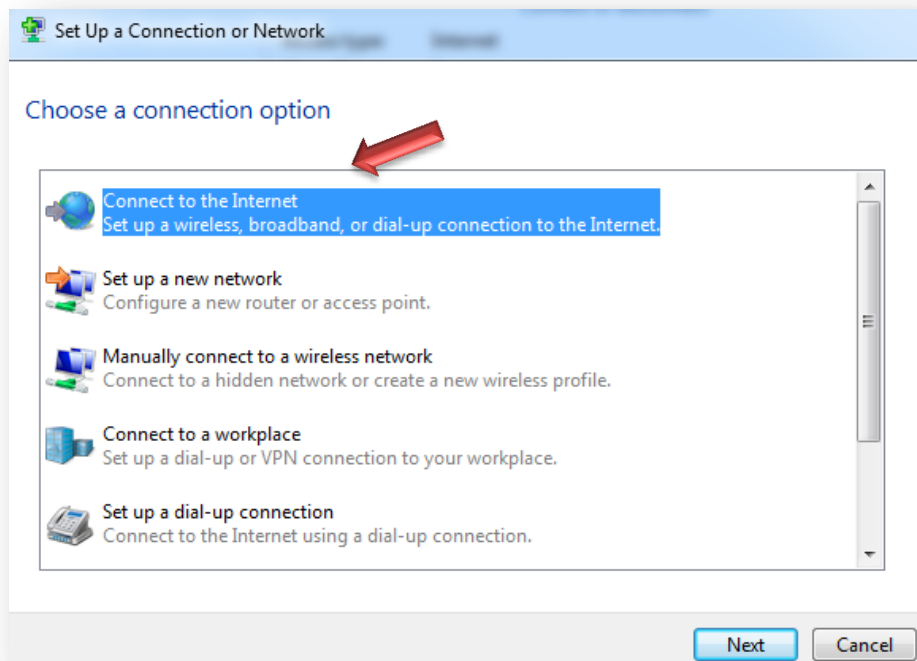 Set Up a Connection or Network
Choose a connection option
Connect to the Internet
Set up a wireless, broadband, or dial-up connection to the Internet.
Set up a new network
Configure a new router or access point.
Manually connect to a wireless network
Connect to a hidden network or create a new wireless profile.
Connect to a workplace
Set up a dial-up or VPN connection to your workplace.
Set up a dial-up connection
Connect to the Internet using a dial-up connection.
Next Cancel